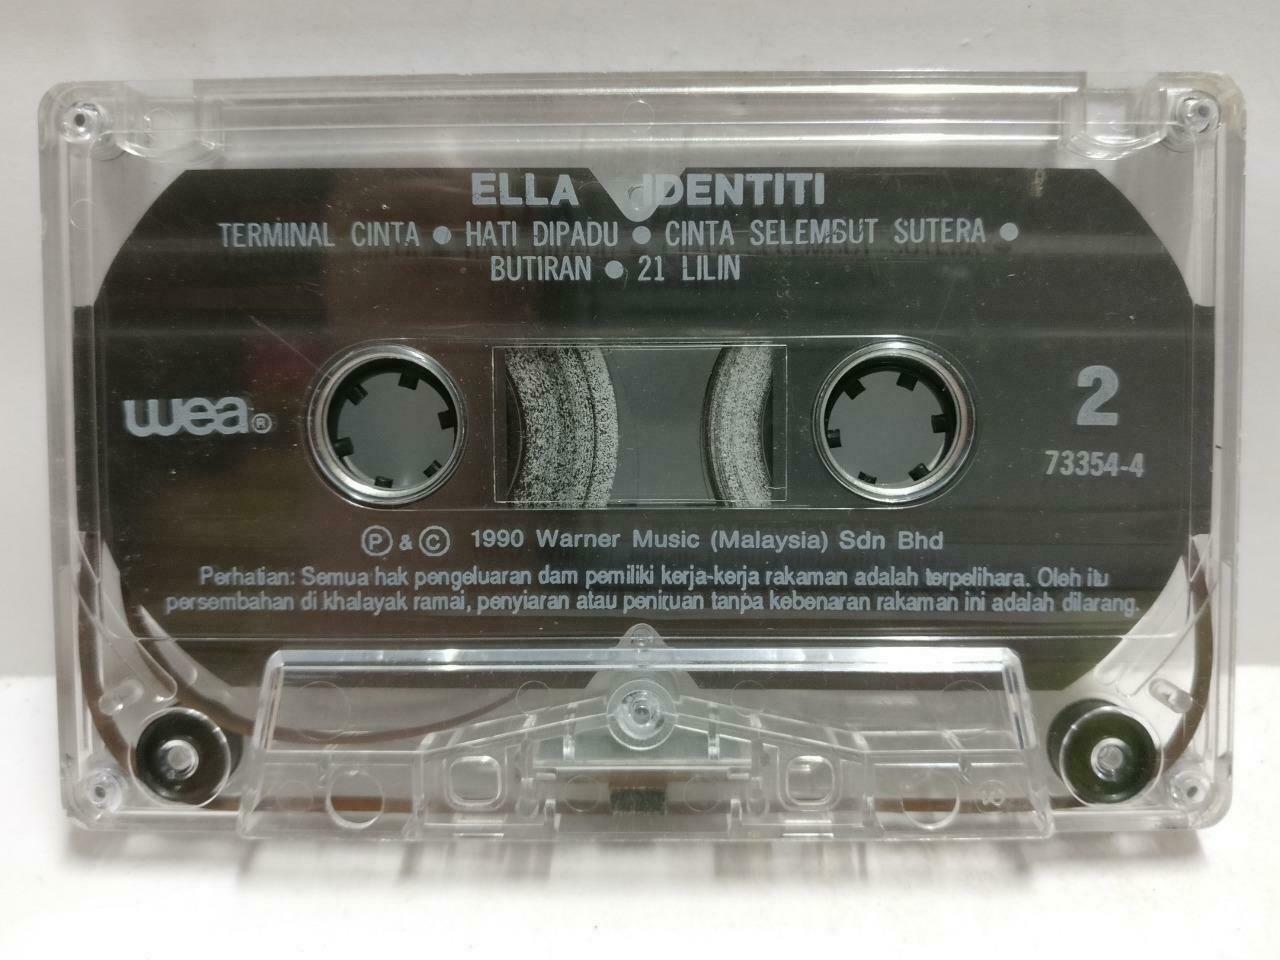 ELLA IDENTITI
TERMINAL CINTA ● HATI DIPADU ● CINTA SELEMBUT SUTERA ●
BUTIRAN ● 21 LILIN
wea®
2
73354-4
Ⓟ & © 1990 Warner Music (Malaysia) Sdn Bhd
Perhatian: Semua hak pengeluaran dam pemiliki kerja-kerja rakaman adalah terpelihara. Oleh itu
persembahan di khalayak ramai, penyiaran atau peniruan tanpa kebenaran rakaman ini adalah dilarang.